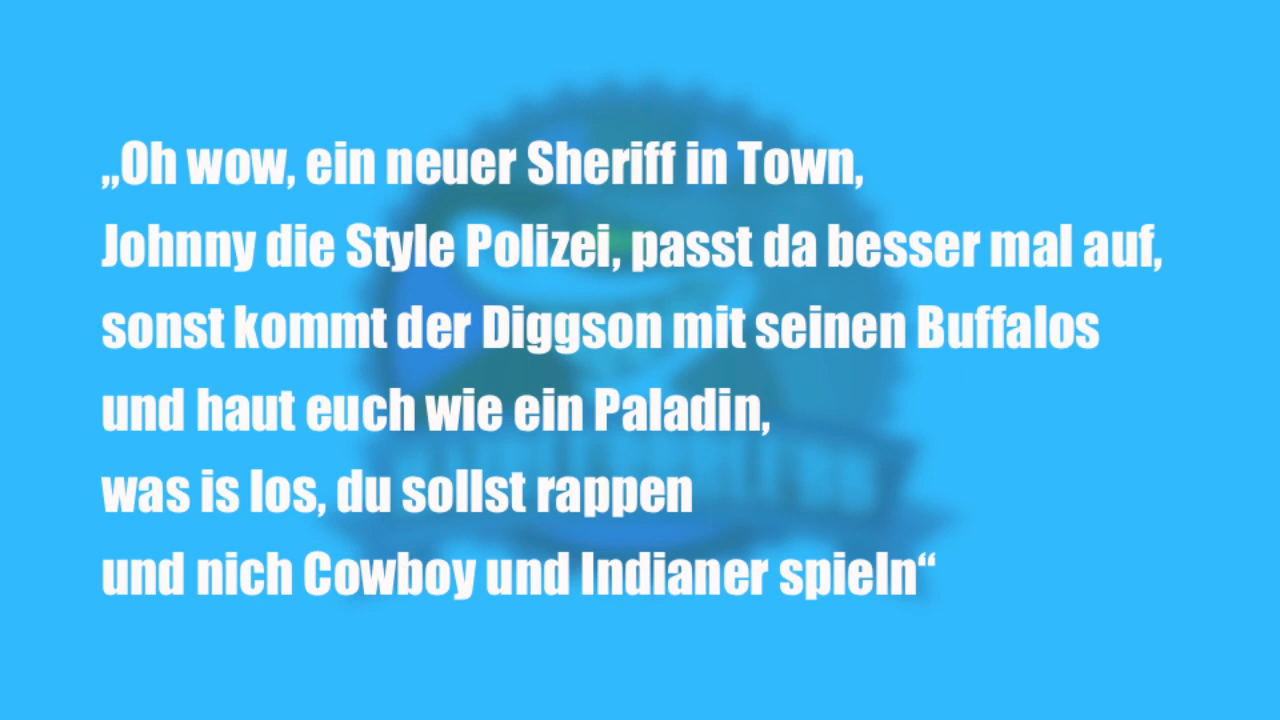 „Oh wow, ein neuer Sheriff in Town,
Johnny die Style Polizei, passt da besser mal auf,
sonst kommt der Diggson mit seinen Buffalos
und haut euch wie ein Paladin,
was is los, du sollst rappen
und nich Cowboy und Indianer spieln“